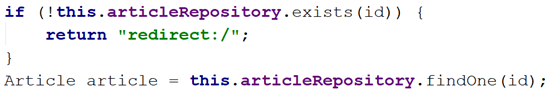 if (!this.articleRepository.exists(id)) {
    return "redirect:/";
}
Article article = this.articleRepository.findOne(id);